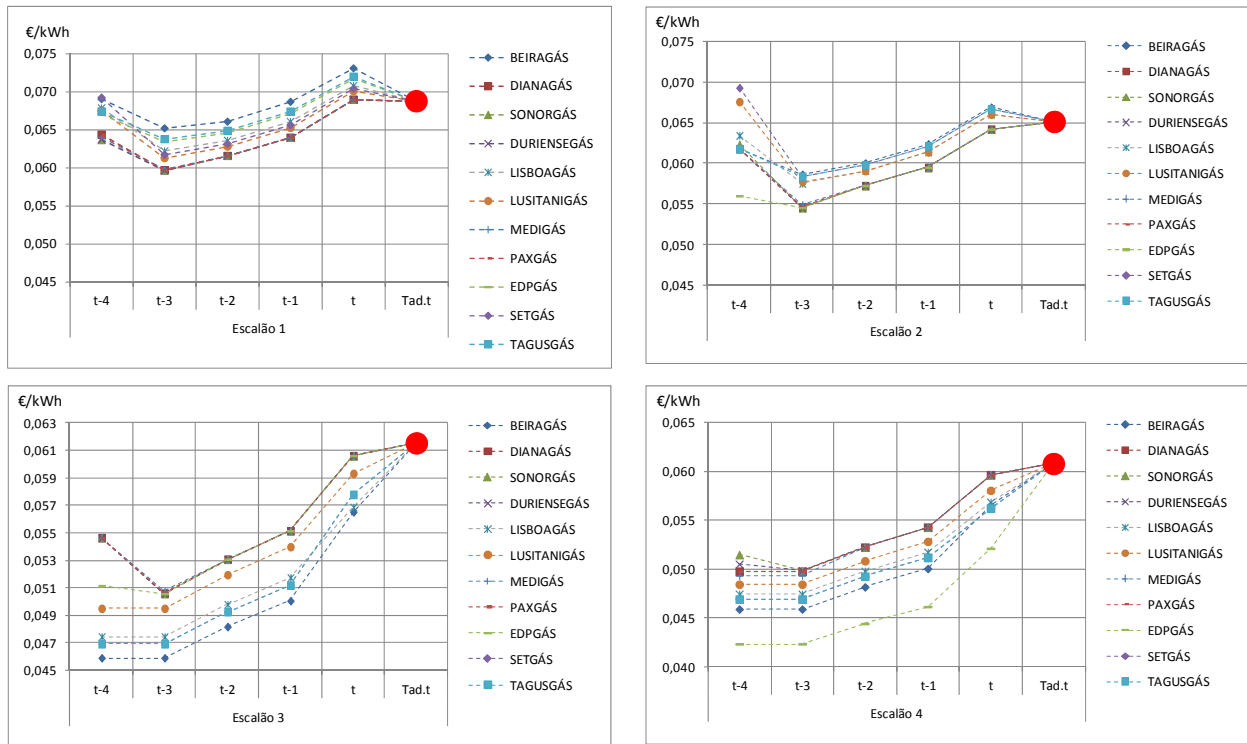 €/kWh
0,075
0,070
0,065
0,060
0,055
0,050
0,045
t-4 t-3 t-2 t-1 t Tad.t
Escalão 1
BEIRAGÁS
DIANAGÁS
SONORGÁS
DURIENSEGÁS
LISBOAGÁS
LUSITANIGÁS
MEDIGÁS
PAXGÁS
EDPGÁS
SETGÁS
TAGUSGÁS
€/kWh
0,075
0,070
0,065
0,060
0,055
0,050
0,045
t-4 t-3 t-2 t-1 t Tad.t
Escalão 2
BEIRAGÁS
DIANAGÁS
SONORGÁS
DURIENSEGÁS
LISBOAGÁS
LUSITANIGÁS
MEDIGÁS
PAXGÁS
EDPGÁS
SETGÁS
TAGUSGÁS
€/kWh
0,063
0,061
0,059
0,057
0,055
0,053
0,051
0,049
0,047
0,045
t-4 t-3 t-2 t-1 t Tad.t
Escalão 3
BEIRAGÁS
DIANAGÁS
SONORGÁS
DURIENSEGÁS
LISBOAGÁS
LUSITANIGÁS
MEDIGÁS
PAXGÁS
EDPGÁS
SETGÁS
TAGUSGÁS
€/kWh
0,065
0,060
0,055
0,050
0,045
0,040
t-4 t-3 t-2 t-1 t Tad.t
Escalão 4
BEIRAGÁS
DIANAGÁS
SONORGÁS
DURIENSEGÁS
LISBOAGÁS
LUSITANIGÁS
MEDIGÁS
PAXGÁS
EDPGÁS
SETGÁS
TAGUSGÁS